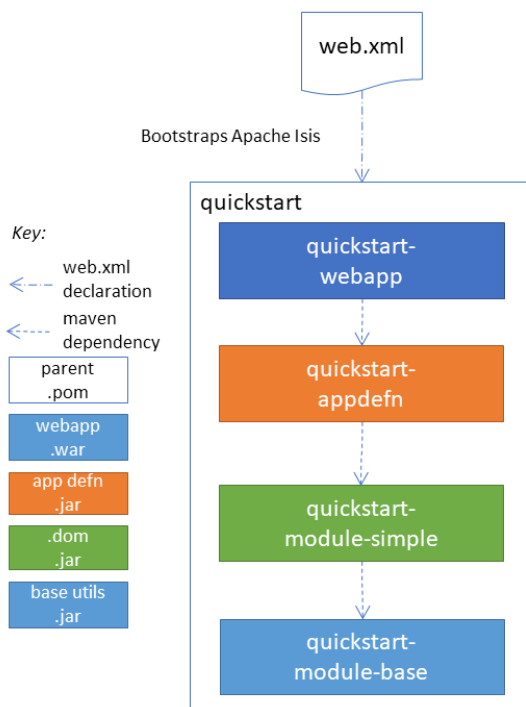 web.xml
Bootstraps Apache Isis
quickstart
quickstart-
webapp
quickstart-
appdefn
quickstart-
module-simple
quickstart-
module-base
Key:
web.xml
declaration
maven
dependency
parent
.pom
webapp
.war
app defn
.jar
.dom
.jar
base utils
.jar